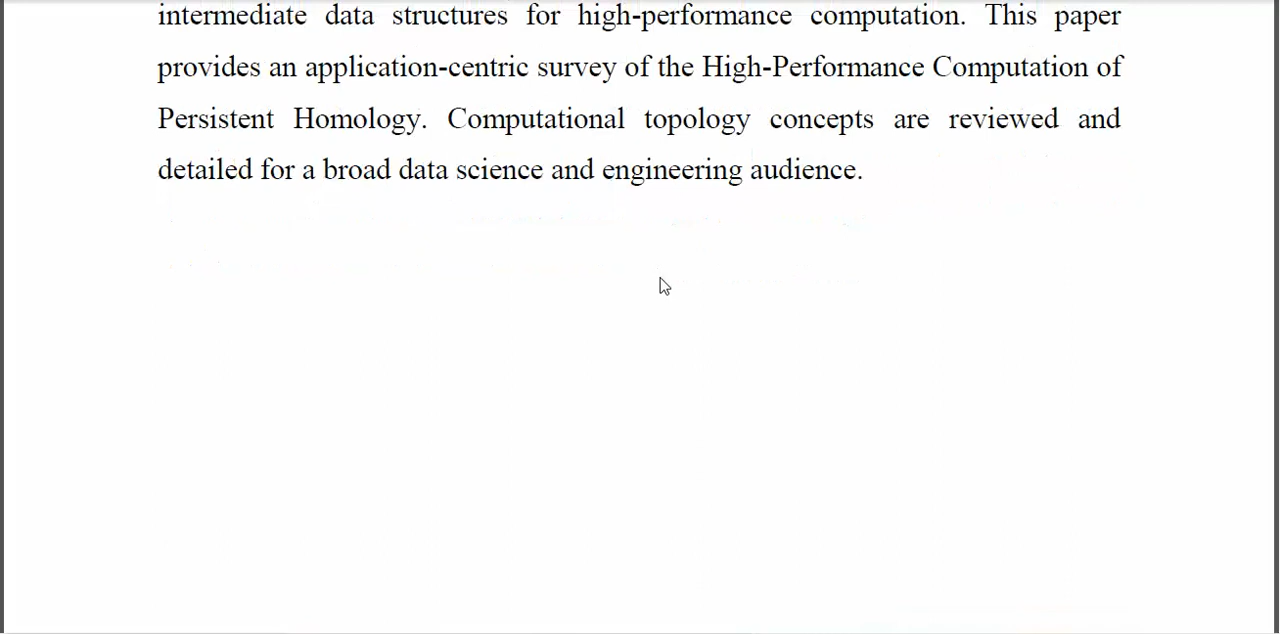 intermediate data structures for high-performance computation. This paper
provides an application-centric survey of the High-Performance Computation of
Persistent Homology. Computational topology concepts are reviewed and
detailed for a broad data science and engineering audience.